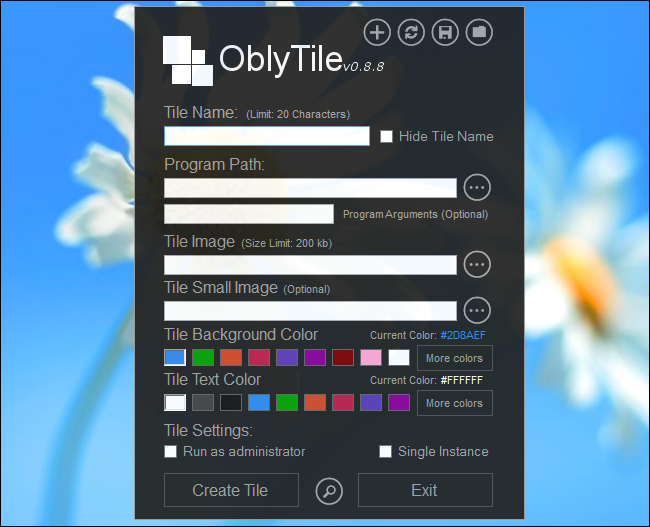 OblyTile v0.8.8
Tile Name: (Limit: 20 Characters)
Hide Tile Name
Program Path:
Program Arguments (Optional)
Tile Image (Size Limit: 200 kb)
Tile Small Image (Optional)
Tile Background Color Current Color: #2D8AEF
More colors
Tile Text Color Current Color: #FFFFFF
More colors
Tile Settings:
Run as administrator Single Instance
Create Tile Exit